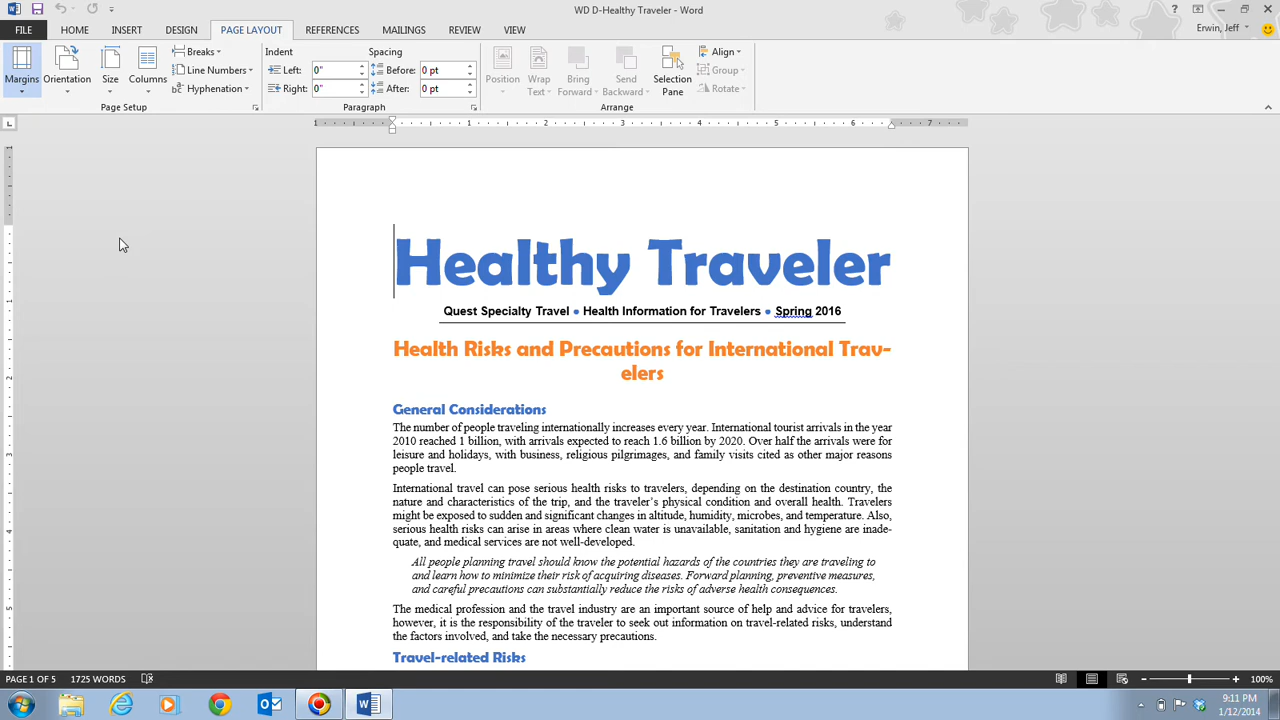 WD D-Healthy Traveler - Word
FILE HOME INSERT DESIGN PAGE LAYOUT REFERENCES MAILINGS REVIEW VIEW Erwin, Jeff
Margins Orientation Size Columns Breaks Line Numbers Hyphenation
Page Setup
Indent Spacing
Left: 0" Before: 0 pt
Right: 0" After: 0 pt
Paragraph
Position Wrap Text Bring Forward Send Backward Selection Pane Align Group Rotate
Arrange
1 1 2 3 4 5 6 7
Healthy Traveler
Quest Specialty Travel ● Health Information for Travelers ● Spring 2016
Health Risks and Precautions for International Trav-
elers
General Considerations
The number of people traveling internationally increases every year. International tourist arrivals in the year
2010 reached 1 billion, with arrivals expected to reach 1.6 billion by 2020. Over half the arrivals were for
leisure and holidays, with business, religious pilgrimages, and family visits cited as other major reasons
people travel.
International travel can pose serious health risks to travelers, depending on the destination country, the
nature and characteristics of the trip, and the traveler's physical condition and overall health. Travelers
might be exposed to sudden and significant changes in altitude, humidity, microbes, and temperature. Also,
serious health risks can arise in areas where clean water is unavailable, sanitation and hygiene are inade-
quate, and medical services are not well-developed.
All people planning travel should know the potential hazards of the countries they are traveling to
and learn how to minimize their risk of acquiring diseases. Forward planning, preventive measures,
and careful precautions can substantially reduce the risks of adverse health consequences.
The medical profession and the travel industry are an important source of help and advice for travelers,
however, it is the responsibility of the traveler to seek out information on travel-related risks, understand
the factors involved, and take the necessary precautions.
Travel-related Risks
PAGE 1 OF 5 1725 WORDS 100%
9:11 PM
1/12/2014